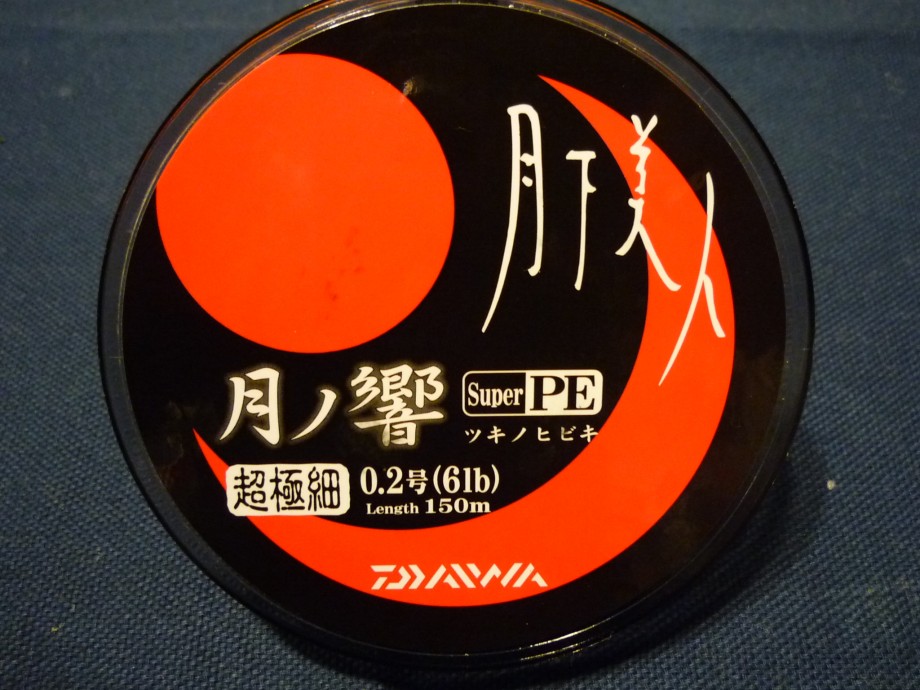 月下美人
月ノ響 Super PE
ツキノヒビキ
超極細 0.2号(6lb)
Length 150m
DAIWA